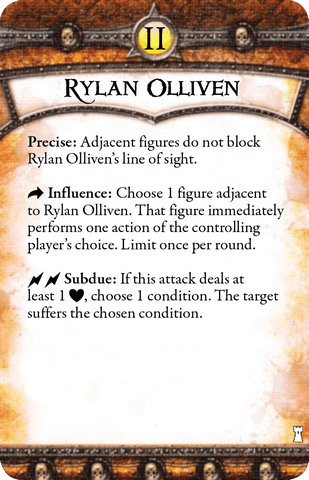 II
RYLAN OLLIVEN
Precise: Adjacent figures do not block
Rylan Olliven's line of sight.
Influence: Choose 1 figure adjacent
to Rylan Olliven. That figure immediately
performs one action of the controlling
player's choice. Limit once per round.
Subdue: If this attack deals at
least 1 ♥, choose 1 condition. The target
suffers the chosen condition.